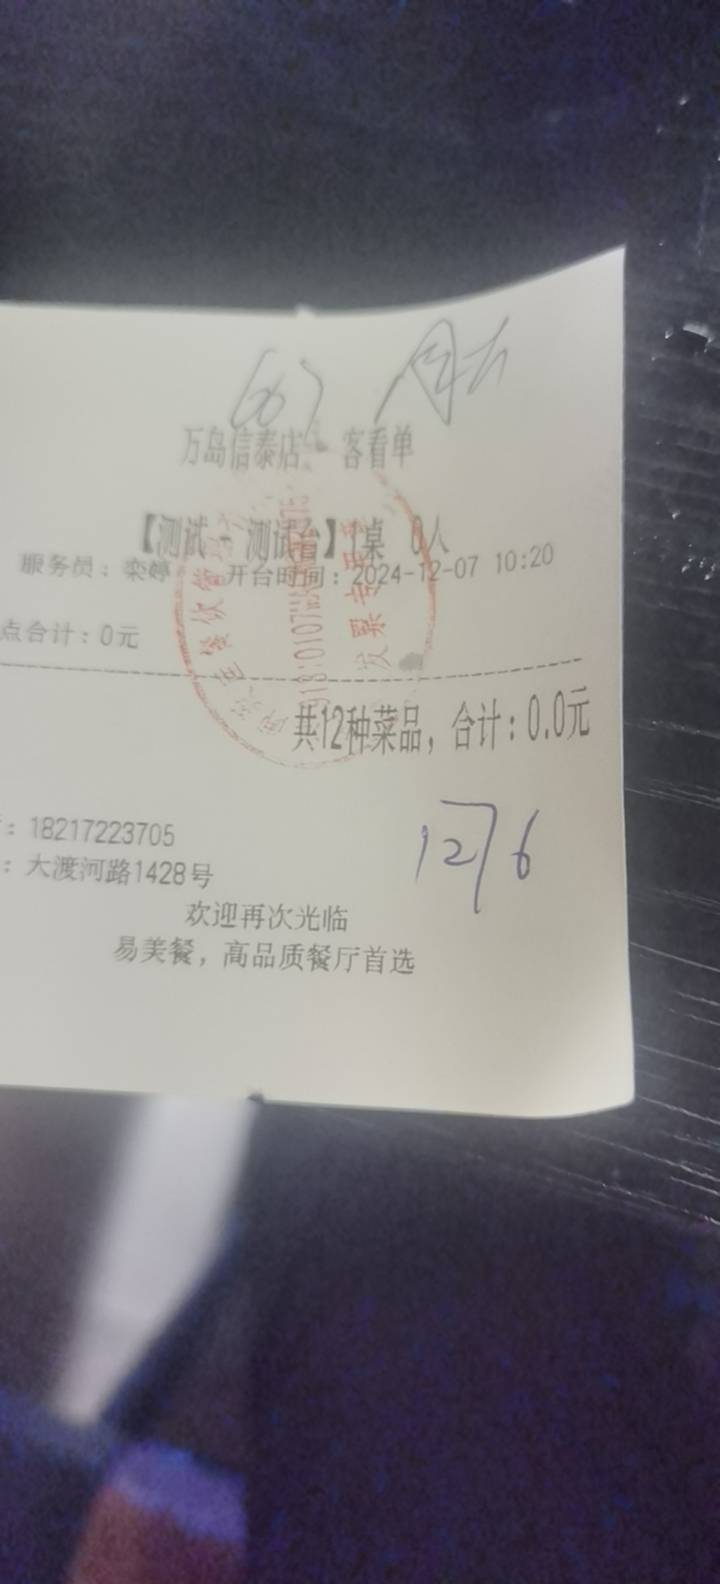 667
万岛信泰店 - 客看单
【测试 - 测试台】1桌 0人
服务员：栾婷 开台时间：2024-12-07 10:20
点合计：0元
共12种菜品，合计：0.0元
：18217223705
：大渡河路1428号
1276
欢迎再次光临
易美餐，高品质餐厅首选